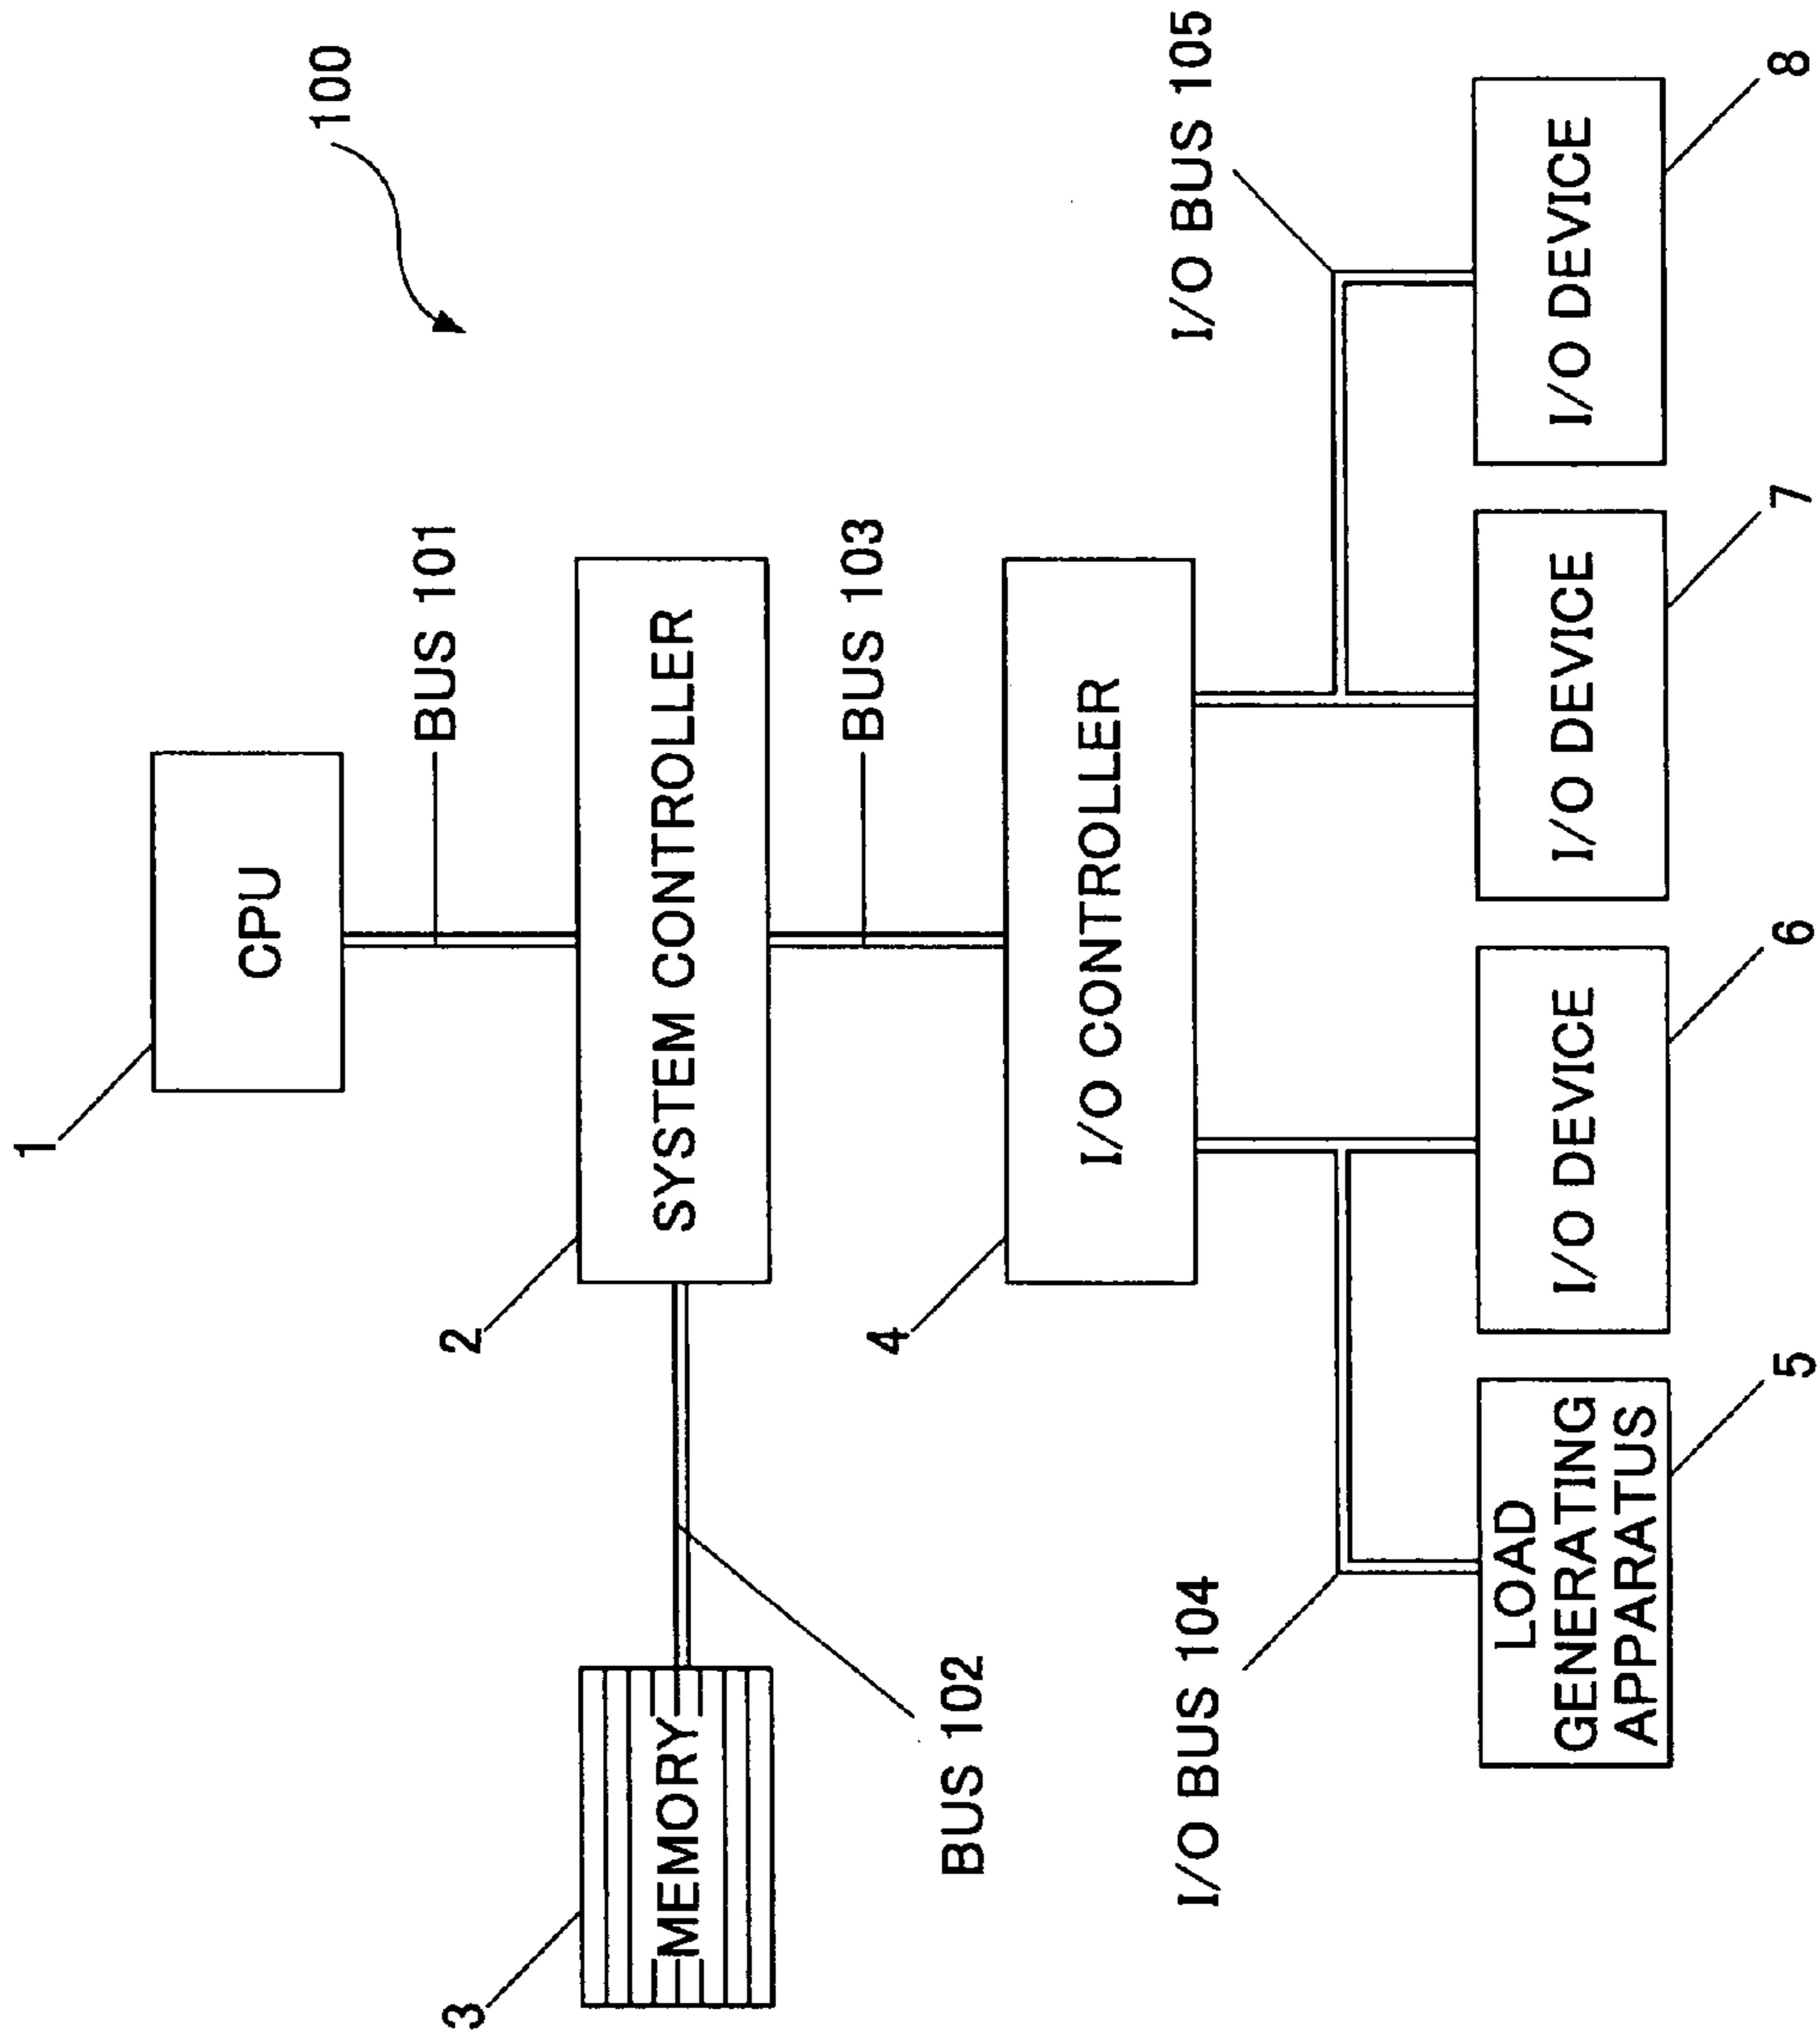 100
1
CPU
BUS 101
2
SYSTEM CONTROLLER
3
MEMORY
BUS 102
BUS 103
4
I/O CONTROLLER
I/O BUS 104
I/O BUS 105
LOAD
GENERATING
APPARATUS
I/O DEVICE
I/O DEVICE
I/O DEVICE
5
6
7
8